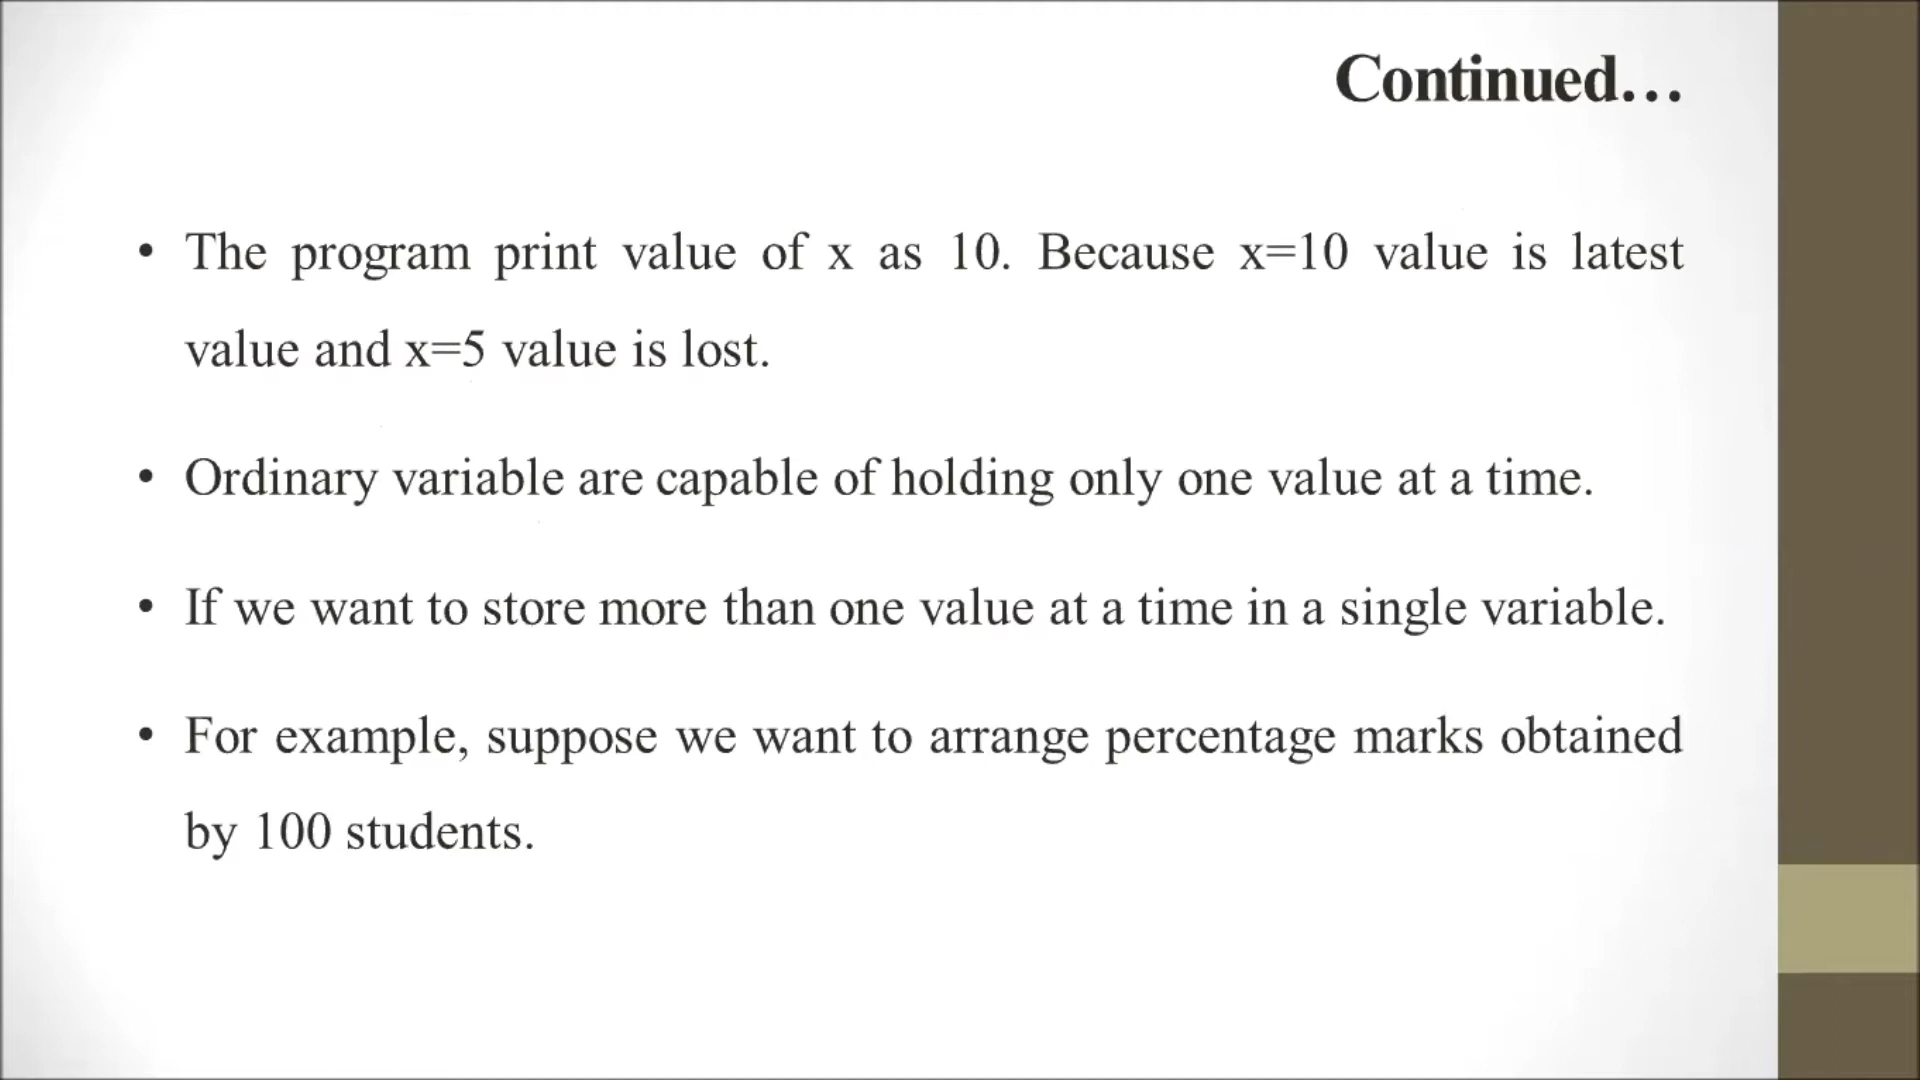 Continued…
• The program print value of x as 10. Because x=10 value is latest
value and x=5 value is lost.
• Ordinary variable are capable of holding only one value at a time.
• If we want to store more than one value at a time in a single variable.
• For example, suppose we want to arrange percentage marks obtained
by 100 students.